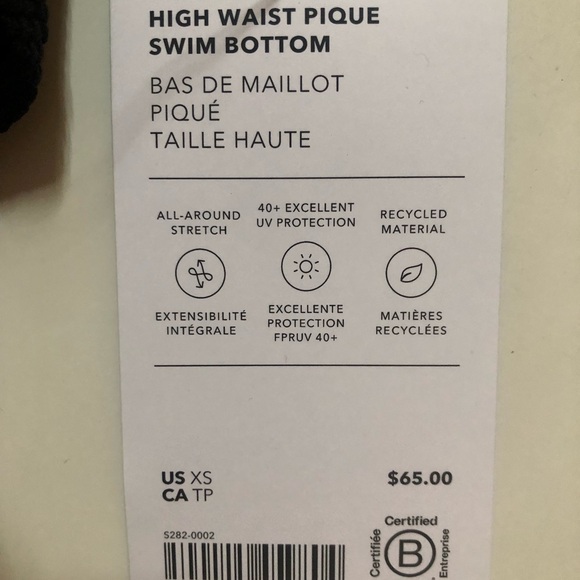 HIGH WAIST PIQUE
SWIM BOTTOM
BAS DE MAILLOT
PIQUÉ
TAILLE HAUTE
ALL-AROUND
STRETCH
40+ EXCELLENT
UV PROTECTION
RECYCLED
MATERIAL
EXTENSIBILITÉ
INTÉGRALE
EXCELLENTE
PROTECTION
FPRUV 40+
MATIÈRES
RECYCLÉES
US XS
CA TP
$65.00
S282-0002
Certified
Certifiée
B
Entreprise